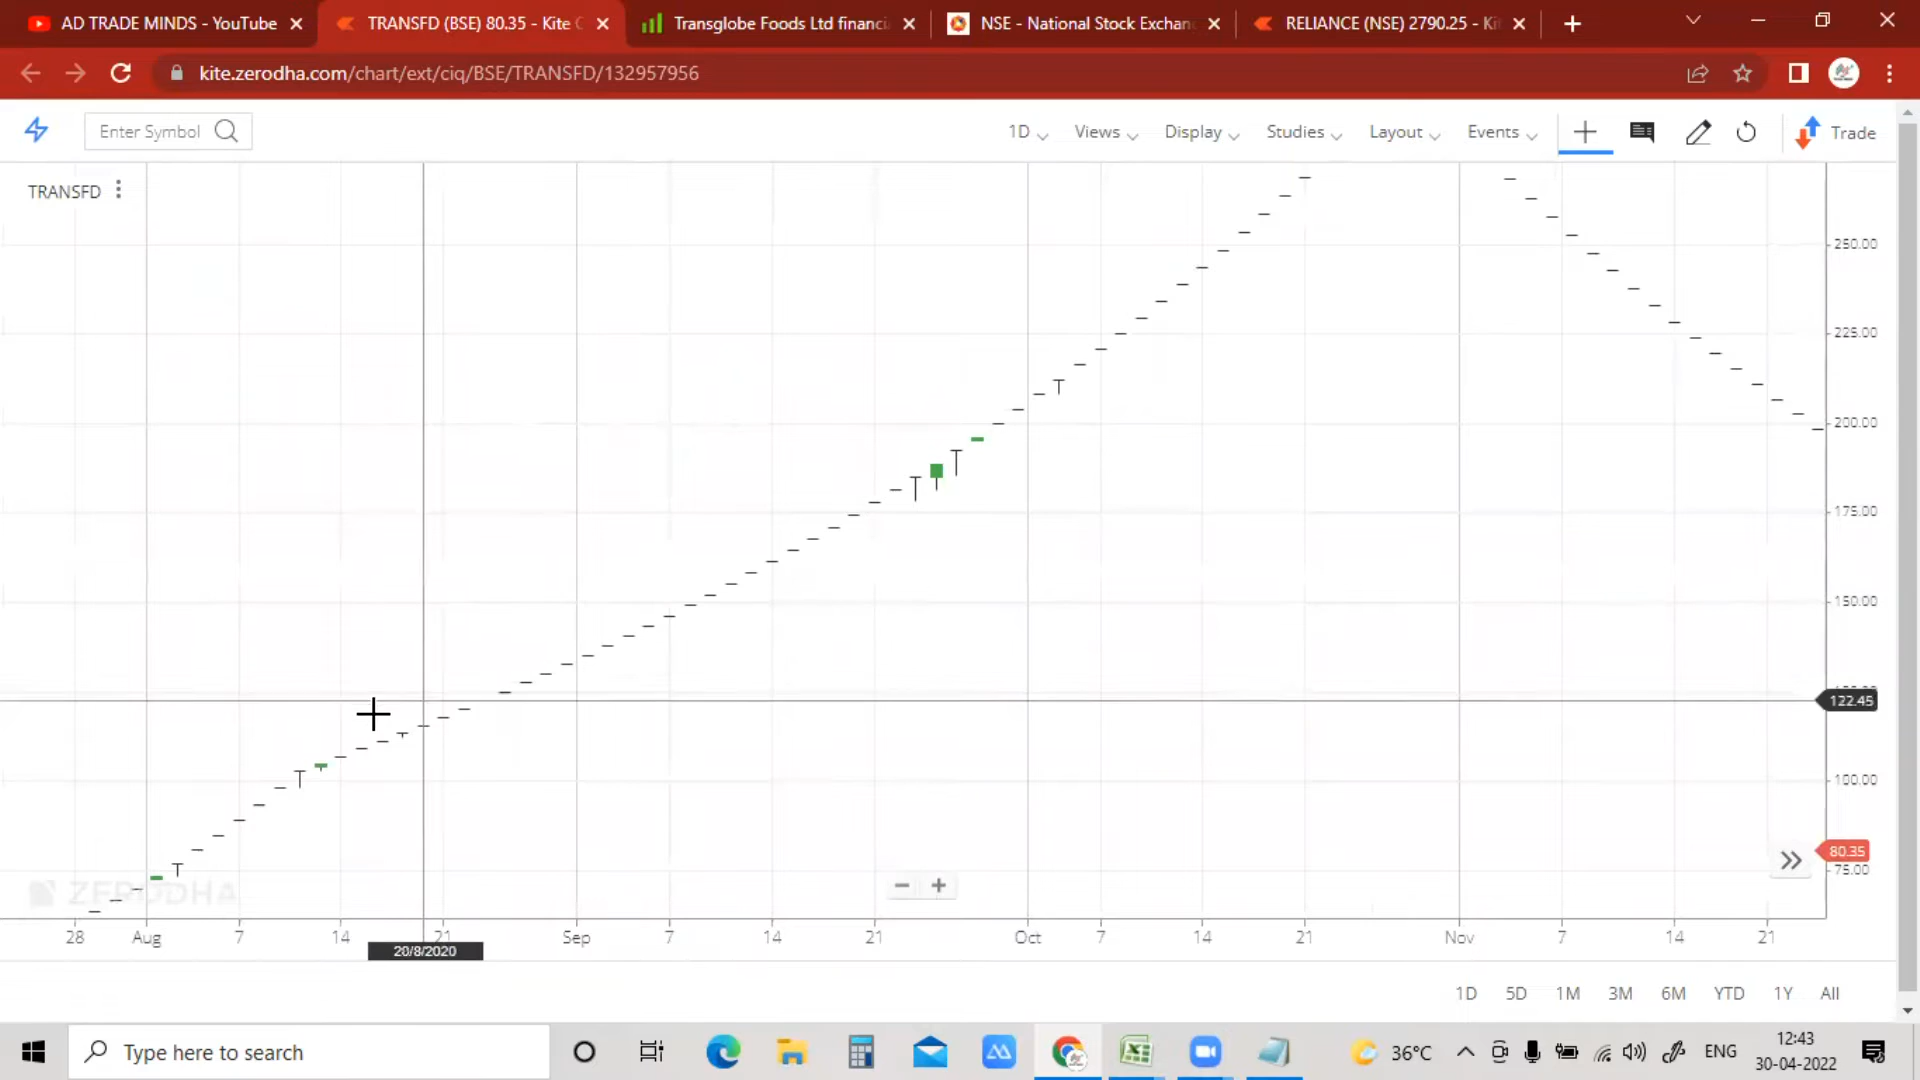 AD TRADE MINDS - YouTube
TRANSFD (BSE) 80.35 - Kite C
Transglobe Foods Ltd financi
NSE - National Stock Exchan
RELIANCE (NSE) 2790.25 - Kit
kite.zerodha.com/chart/ext/ciq/BSE/TRANSFD/132957956
Enter Symbol
1D
Views
Display
Studies
Layout
Events
Trade
TRANSFD
250.00
225.00
200.00
175.00
150.00
122.45
100.00
80.35
75.00
ZERODHA
28 Aug 7 14 21 Sep 7 14 21 Oct 7 14 21 Nov 7 14 21
20/8/2020
1D 5D 1M 3M 6M YTD 1Y All
Type here to search
36°C
ENG
12:43
30-04-2022